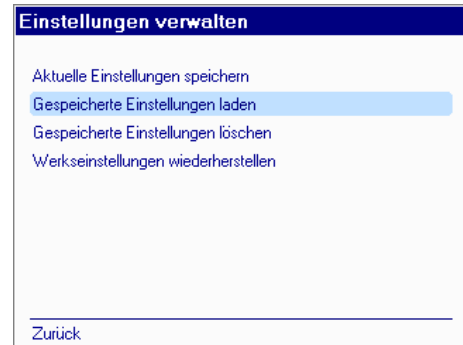 Einstellungen verwalten
Aktuelle Einstellungen speichern
Gespeicherte Einstellungen laden
Gespeicherte Einstellungen löschen
Werkseinstellungen wiederherstellen
Zurück